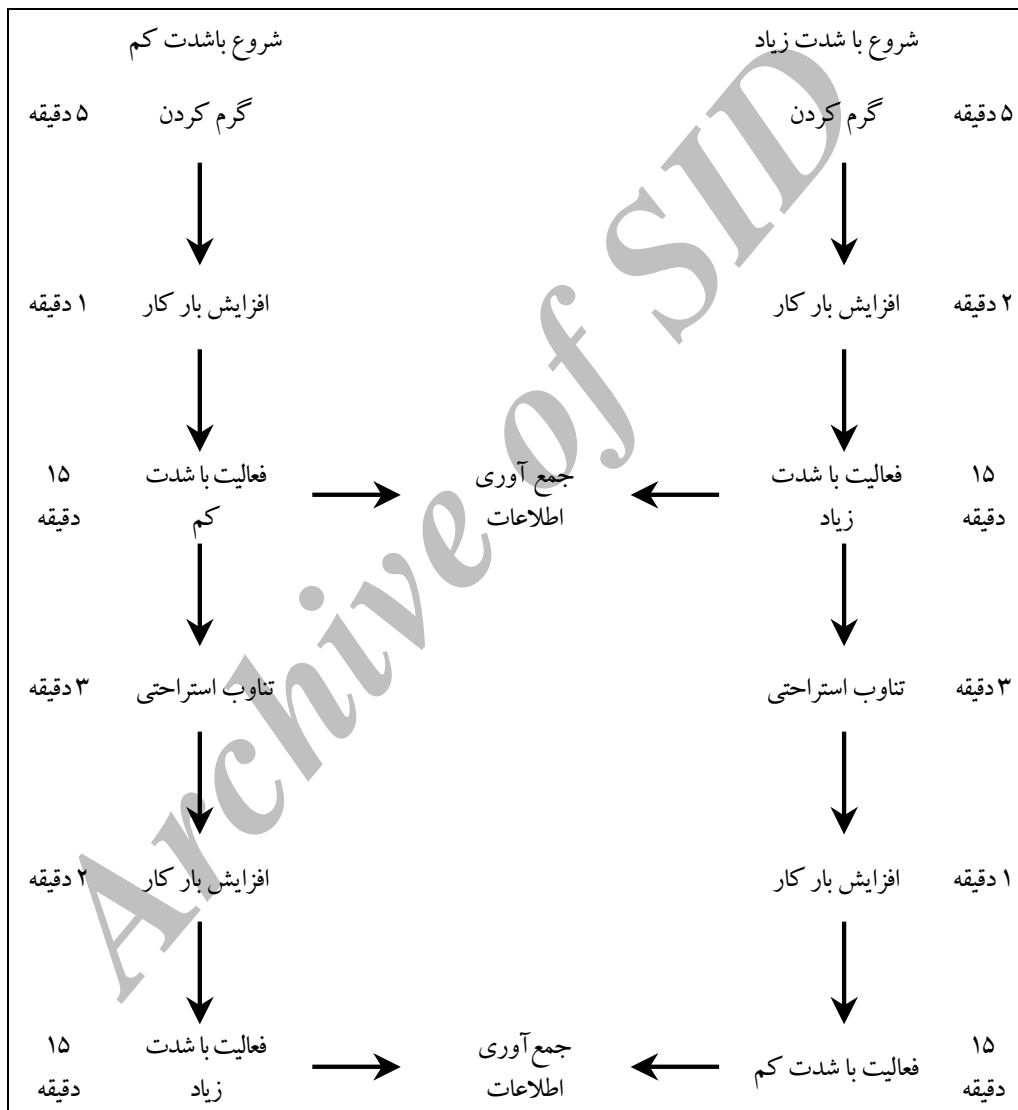 شروع با شدت زیاد
شروع باشدت کم
۵ دقیقه
گرم کردن
گرم کردن
۵ دقیقه
۲ دقیقه
افزایش بار کار
افزایش بار کار
۱ دقیقه
۱۵
دقیقه
فعالیت با شدت
زیاد
جمع آوری
اطلاعات
فعالیت با شدت
کم
۱۵
دقیقه
۳ دقیقه
تناوب استراحتی
تناوب استراحتی
۳ دقیقه
۱ دقیقه
افزایش بار کار
افزایش بار کار
۲ دقیقه
۱۵
دقیقه
فعالیت با شدت کم
جمع‌آوری
اطلاعات
فعالیت با شدت
زیاد
۱۵
دقیقه
Archive of SID